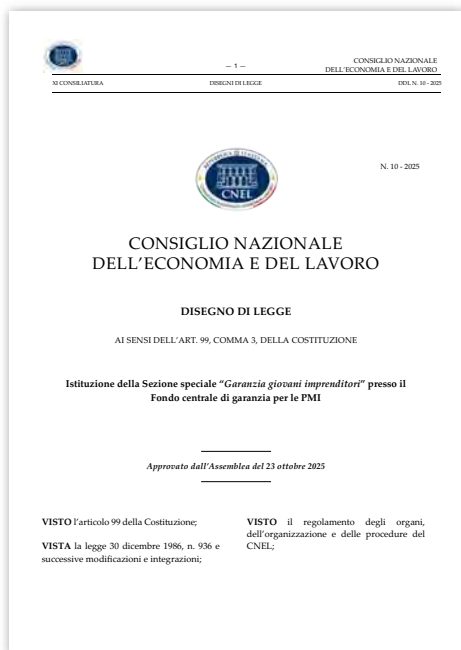 — 1 —
CONSIGLIO NAZIONALE
DELL'ECONOMIA E DEL LAVORO
XI CONSILIATURA DISEGNI DI LEGGE DDL N. 10 - 2025
N. 10 - 2025
CNEL
CONSIGLIO NAZIONALE
DELL'ECONOMIA E DEL LAVORO
DISEGNO DI LEGGE
AI SENSI DELL'ART. 99, COMMA 3, DELLA COSTITUZIONE
Istituzione della Sezione speciale “Garanzia giovani imprenditori” presso il
Fondo centrale di garanzia per le PMI
Approvato dall'Assemblea del 23 ottobre 2025
VISTO l'articolo 99 della Costituzione;
VISTA la legge 30 dicembre 1986, n. 936 e
successive modificazioni e integrazioni;
VISTO il regolamento degli organi,
dell'organizzazione e delle procedure del
CNEL;